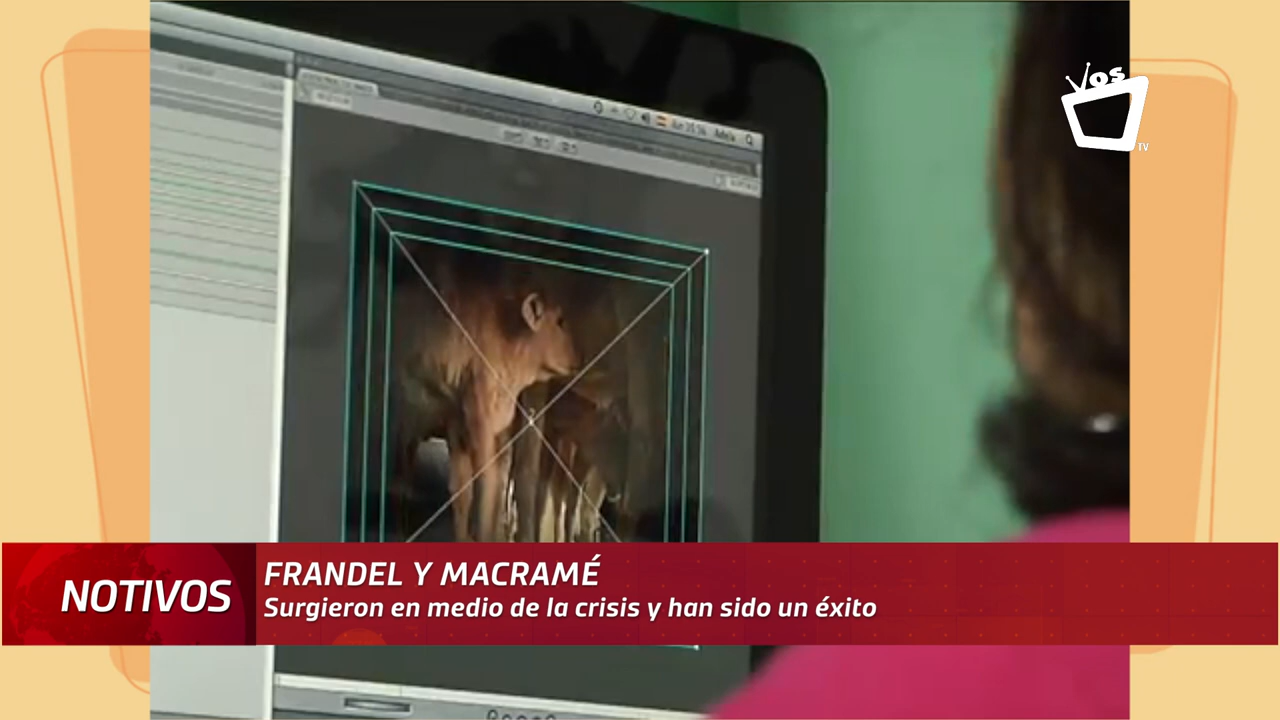 VOS
TV
NOTIVOS
FRANDEL Y MACRAMÉ
Surgieron en medio de la crisis y han sido un éxito